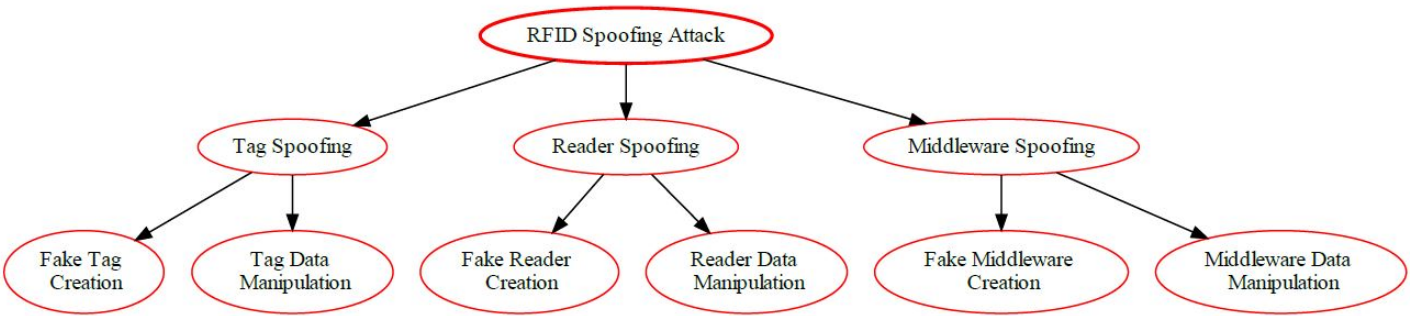 RFID Spoofing Attack
Tag Spoofing
Reader Spoofing
Middleware Spoofing
Fake Tag
Creation
Tag Data
Manipulation
Fake Reader
Creation
Reader Data
Manipulation
Fake Middleware
Creation
Middleware Data
Manipulation